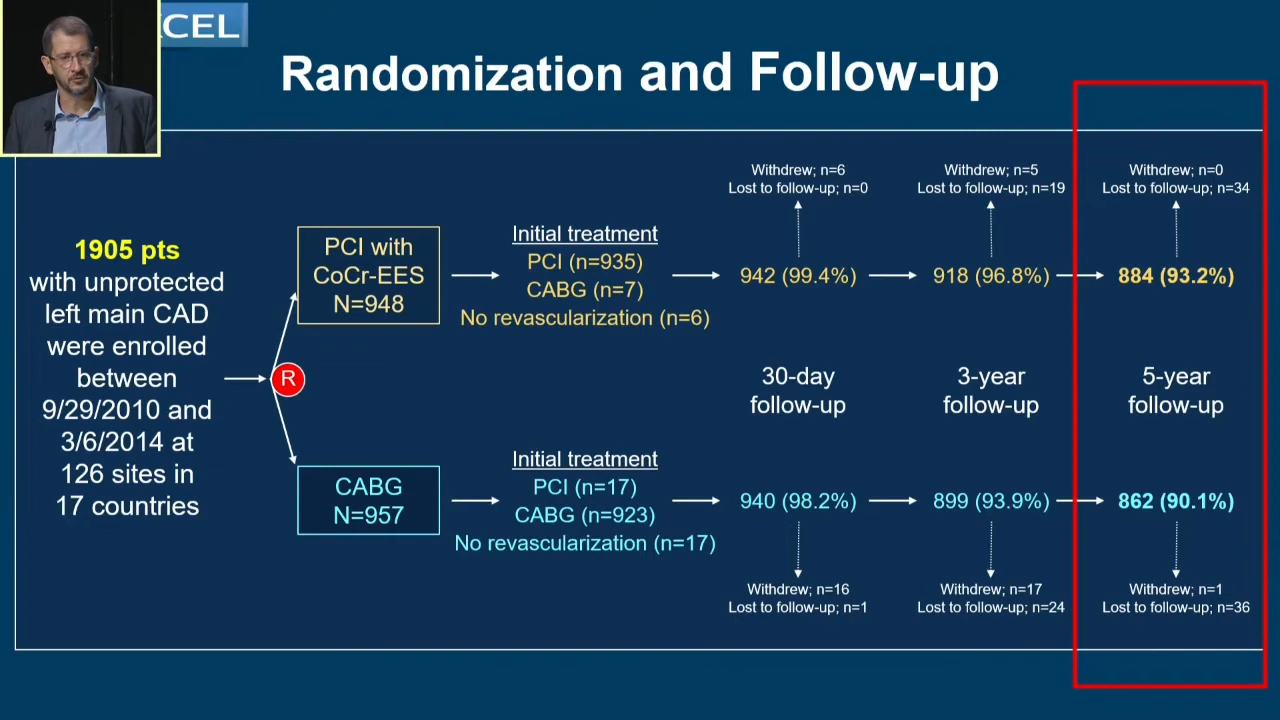 CEL
Randomization and Follow-up
1905 pts
with unprotected
left main CAD
were enrolled
between
9/29/2010 and
3/6/2014 at
126 sites in
17 countries
R
PCI with
CoCr-EES
N=948
Initial treatment
PCI (n=935)
CABG (n=7)
No revascularization (n=6)
Withdrew; n=6
Lost to follow-up; n=0
942 (99.4%)
Withdrew; n=5
Lost to follow-up; n=19
918 (96.8%)
Withdrew; n=0
Lost to follow-up; n=34
884 (93.2%)
30-day
follow-up
3-year
follow-up
5-year
follow-up
CABG
N=957
Initial treatment
PCI (n=17)
CABG (n=923)
No revascularization (n=17)
940 (98.2%)
Withdrew; n=16
Lost to follow-up; n=1
899 (93.9%)
Withdrew; n=17
Lost to follow-up; n=24
862 (90.1%)
Withdrew; n=1
Lost to follow-up; n=36